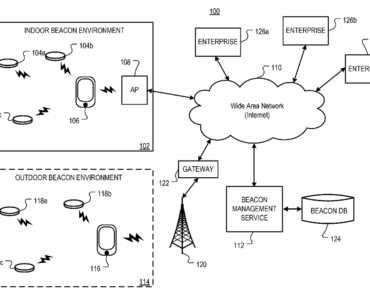 100
INDOOR BEACON ENVIRONMENT
104a
104b
108
AP
106
102
126a
ENTERPRISE
126b
ENTERPRISE
110
Wide Area Network
(Internet)
OUTDOOR BEACON ENVIRONMENT
118a
118b
116
114
GATEWAY
122
120
BEACON
MANAGEMENT
SERVICE
112
BEACON DB
124